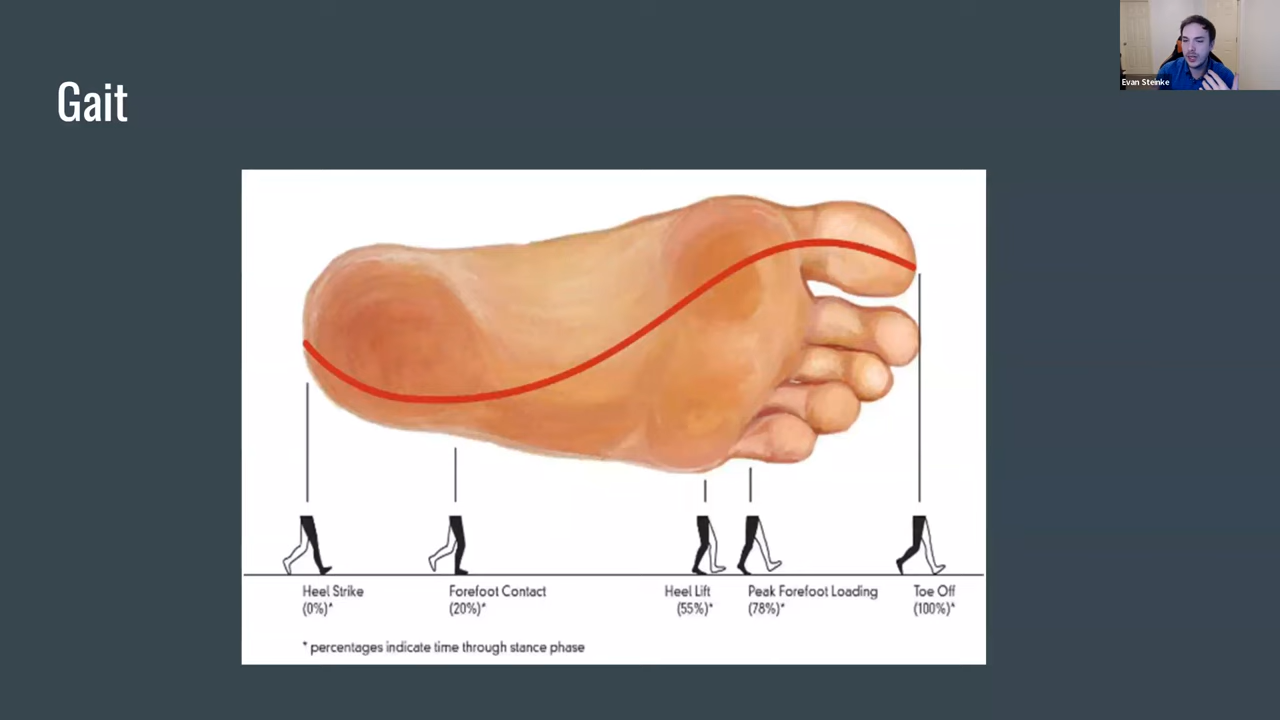 Evan Steinke
Gait
Heel Strike
(0%)*
Forefoot Contact
(20%)*
Heel Lift
(55%)*
Peak Forefoot Loading
(78%)*
Toe Off
(100%)*
* percentages indicate time through stance phase